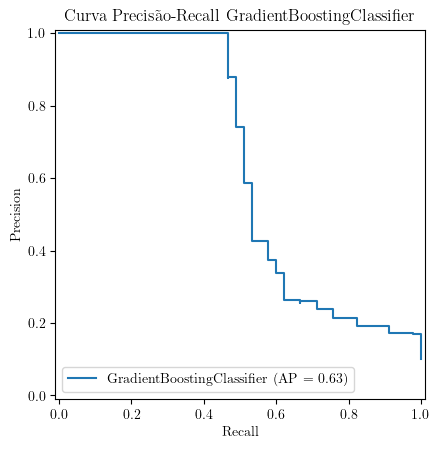 Curva Precisão-Recall GradientBoostingClassifier
1.0
0.8
0.6
0.4
0.2
0.0
Precision
GradientBoostingClassifier (AP = 0.63)
0.0 0.2 0.4 0.6 0.8 1.0
Recall